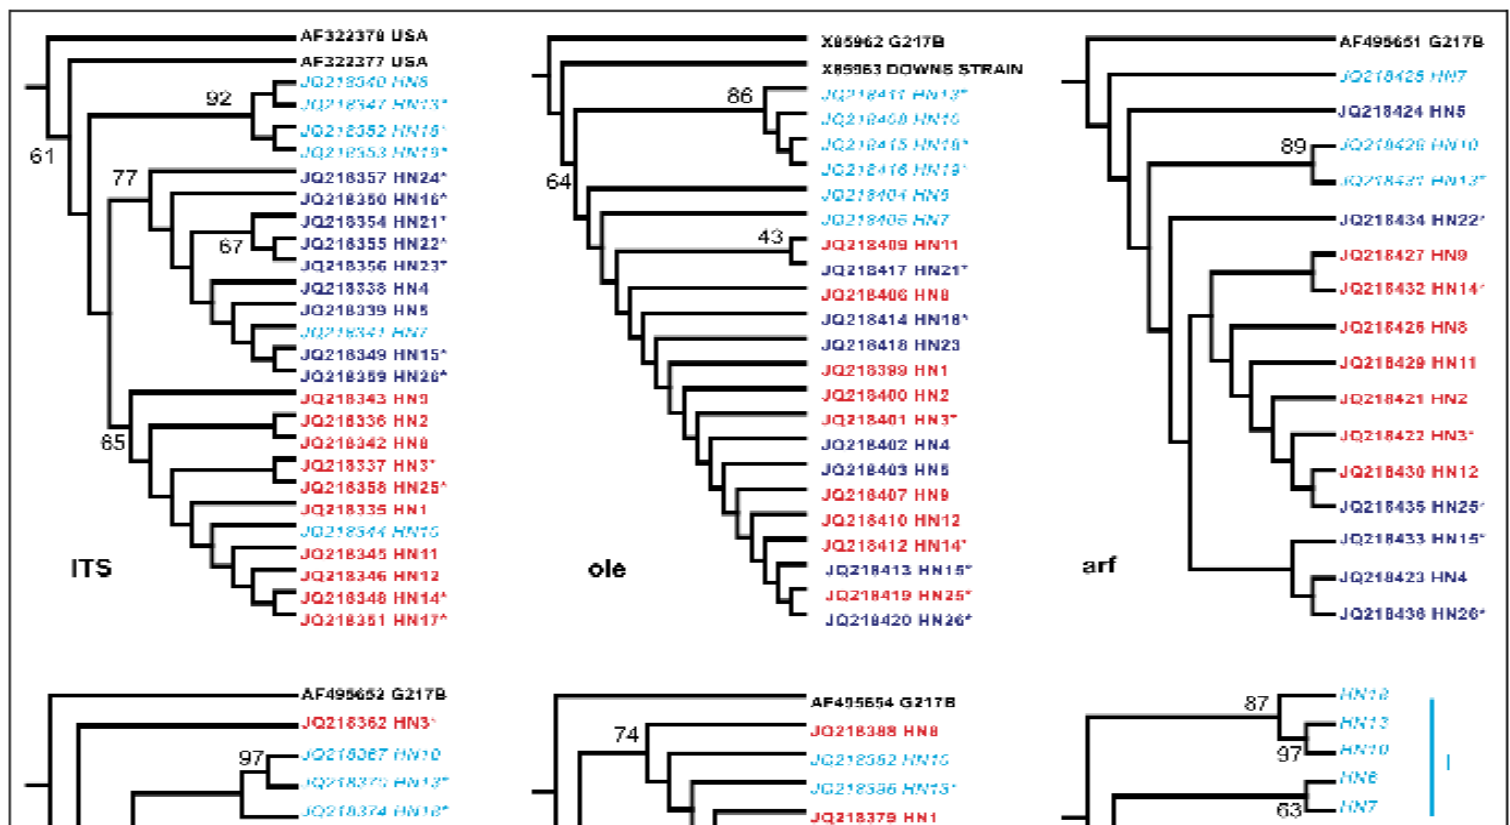 AF322378 USA
AF322377 USA
JQ218340 HN6
JQ218347 HN13*
JQ218352 HN18*
JQ218353 HN19*
92
61
77
JQ218357 HN24*
JQ218350 HN16*
JQ218354 HN21*
JQ218355 HN22*
67
JQ218356 HN23*
JQ218338 HN4
JQ218339 HN5
JQ218341 HN7
JQ218349 HN15*
JQ218359 HN26*
JQ218343 HN9
JQ218336 HN2
JQ218342 HN8
65
JQ218337 HN3*
JQ218358 HN25*
JQ218335 HN1
JQ218344 HN10
JQ218345 HN11
JQ218346 HN12
JQ218348 HN14*
JQ218351 HN17*
ITS
X85962 G217B
X85963 DOWNS STRAIN
86
JQ218411 HN13*
JQ218408 HN10
JQ218415 HN18*
JQ218416 HN19*
64
JQ218404 HN6
JQ218405 HN7
43
JQ218409 HN11
JQ218417 HN21*
JQ218406 HN8
JQ218414 HN16*
JQ218418 HN23
JQ218399 HN1
JQ218400 HN2
JQ218401 HN3*
JQ218402 HN4
JQ218403 HN5
JQ218407 HN9
JQ218410 HN12
JQ218412 HN14*
JQ218413 HN15*
JQ218419 HN25*
JQ218420 HN26*
ole
AF495651 G217B
JQ218425 HN7
JQ218424 HN5
89
JQ218428 HN10
JQ218431 HN13*
JQ218434 HN22*
JQ218427 HN9
JQ218432 HN14*
JQ218426 HN8
JQ218429 HN11
JQ218421 HN2
JQ218422 HN3*
JQ218430 HN12
JQ218435 HN25*
JQ218433 HN15*
JQ218423 HN4
JQ218436 HN26*
arf
AF495652 G217B
JQ218362 HN3*
97
JQ218367 HN10
JQ218370 HN13*
JQ218374 HN18*
AF495654 G217B
74
JQ218388 HN8
JQ218382 HN10
JQ218396 HN13*
JQ218379 HN1
87
HN18
HN13
97
HN10
HN6
63
HN7
I